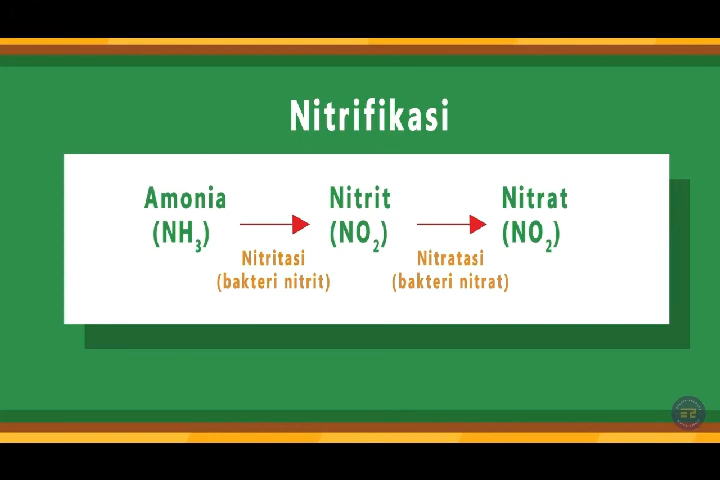 Nitrifikasi
Amonia Nitrit Nitrat
(NH₃) (NO₂) (NO₂)
Nitritasi Nitratasi
(bakteri nitrit) (bakteri nitrat)